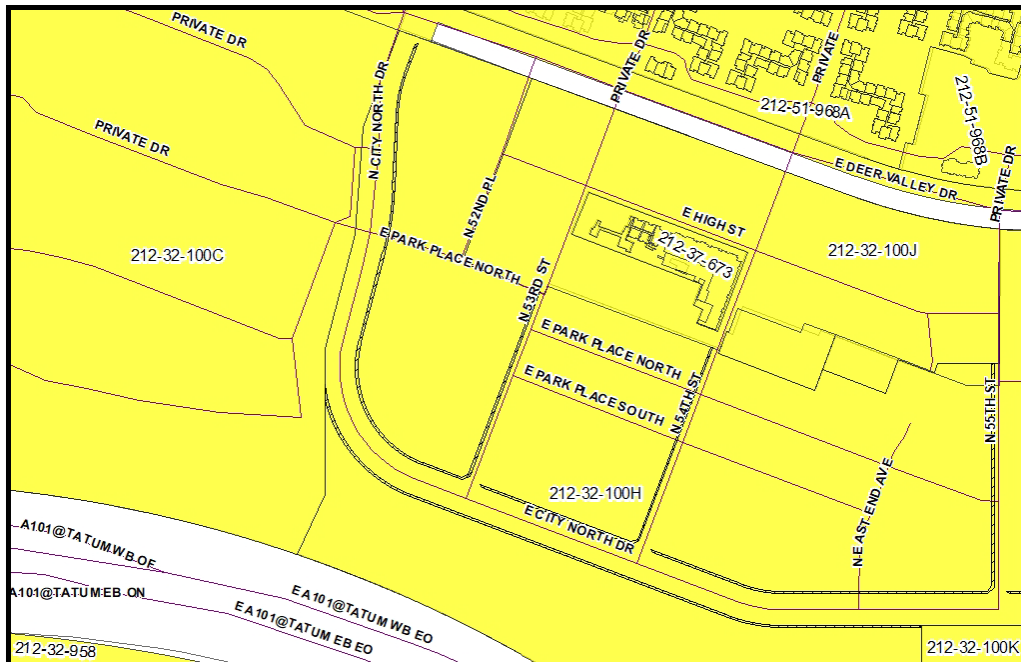 PRIVATE DR
PRIVATE DR
PRIVATE
212-51-968A
212-51-968B
N CITY NORTH DR
PRIVATE DR
E DEER VALLEY DR
PRIVATE DR
N 52ND PL
E HIGH ST
212-37-673
212-32-100J
212-32-100C
E PARK PLACE NORTH
N 53RD ST
E PARK PLACE NORTH
E PARK PLACE SOUTH
N 54TH ST
N 55TH ST
212-32-100H
E CITY NORTH DR
N EAST END AVE
A101@TATUM WB OF
A101@TATUM EB ON
E A101@TATUM WB EO
E A101@TATUM EB EO
212-32-958
212-32-100K